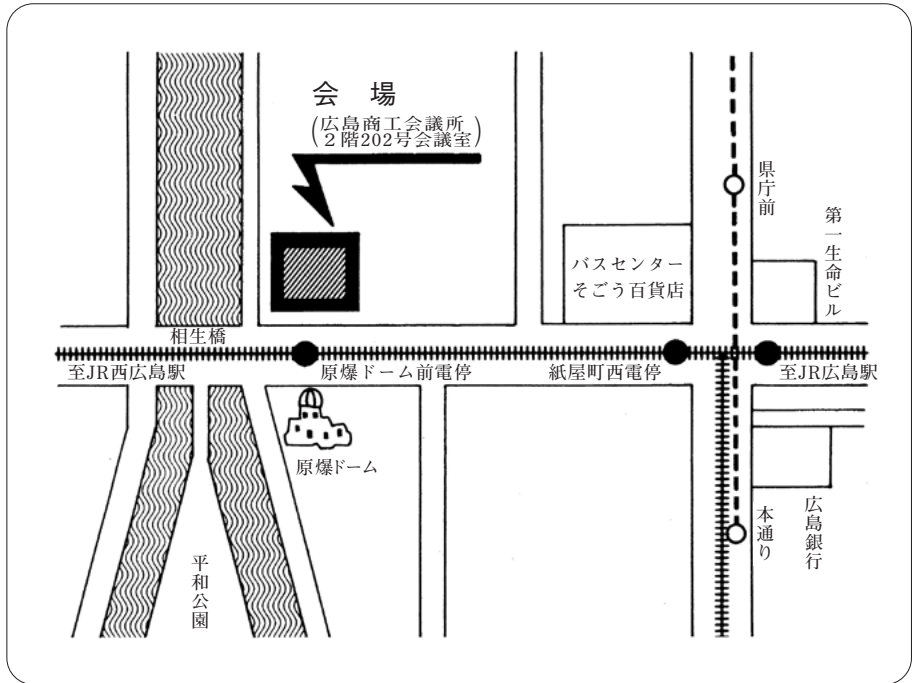 会 場
(広島商工会議所
２階202号会議室)
県庁前
第一生命ビル
バスセンター
そごう百貨店
相生橋
至JR西広島駅
原爆ドーム前電停
紙屋町西電停
至JR広島駅
原爆ドーム
本通り
広島銀行
平和公園